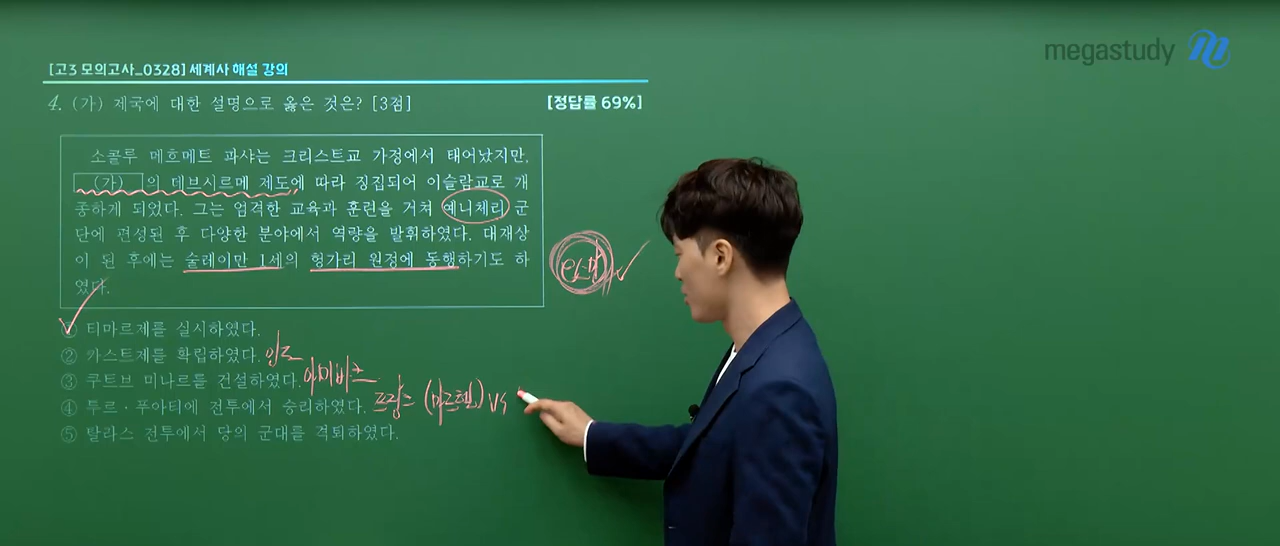 megastudy
[고3 모의고사_0328] 세계사 해설 강의
4. (가) 제국에 대한 설명으로 옳은 것은? [3점]
[정답률 69%]
소콜루 메흐메트 파샤는 크리스트교 가정에서 태어났지만,
(가) 의 데브시르메 제도에 따라 징집되어 이슬람교로 개
종하게 되었다. 그는 엄격한 교육과 훈련을 거쳐 예니체리 군
단에 편성된 후 다양한 분야에서 역량을 발휘하였다. 대재상
이 된 후에는 술레이만 1세의 헝가리 원정에 동행하기도 하
였다.
오스만
① 티마르제를 실시하였다.
② 카스트제를 확립하였다. 인도
③ 쿠트브 미나르를 건설하였다. 아이바크
④ 투르·푸아티에 전투에서 승리하였다. 프랑크 (마르텔) vs
⑤ 탈라스 전투에서 당의 군대를 격퇴하였다.